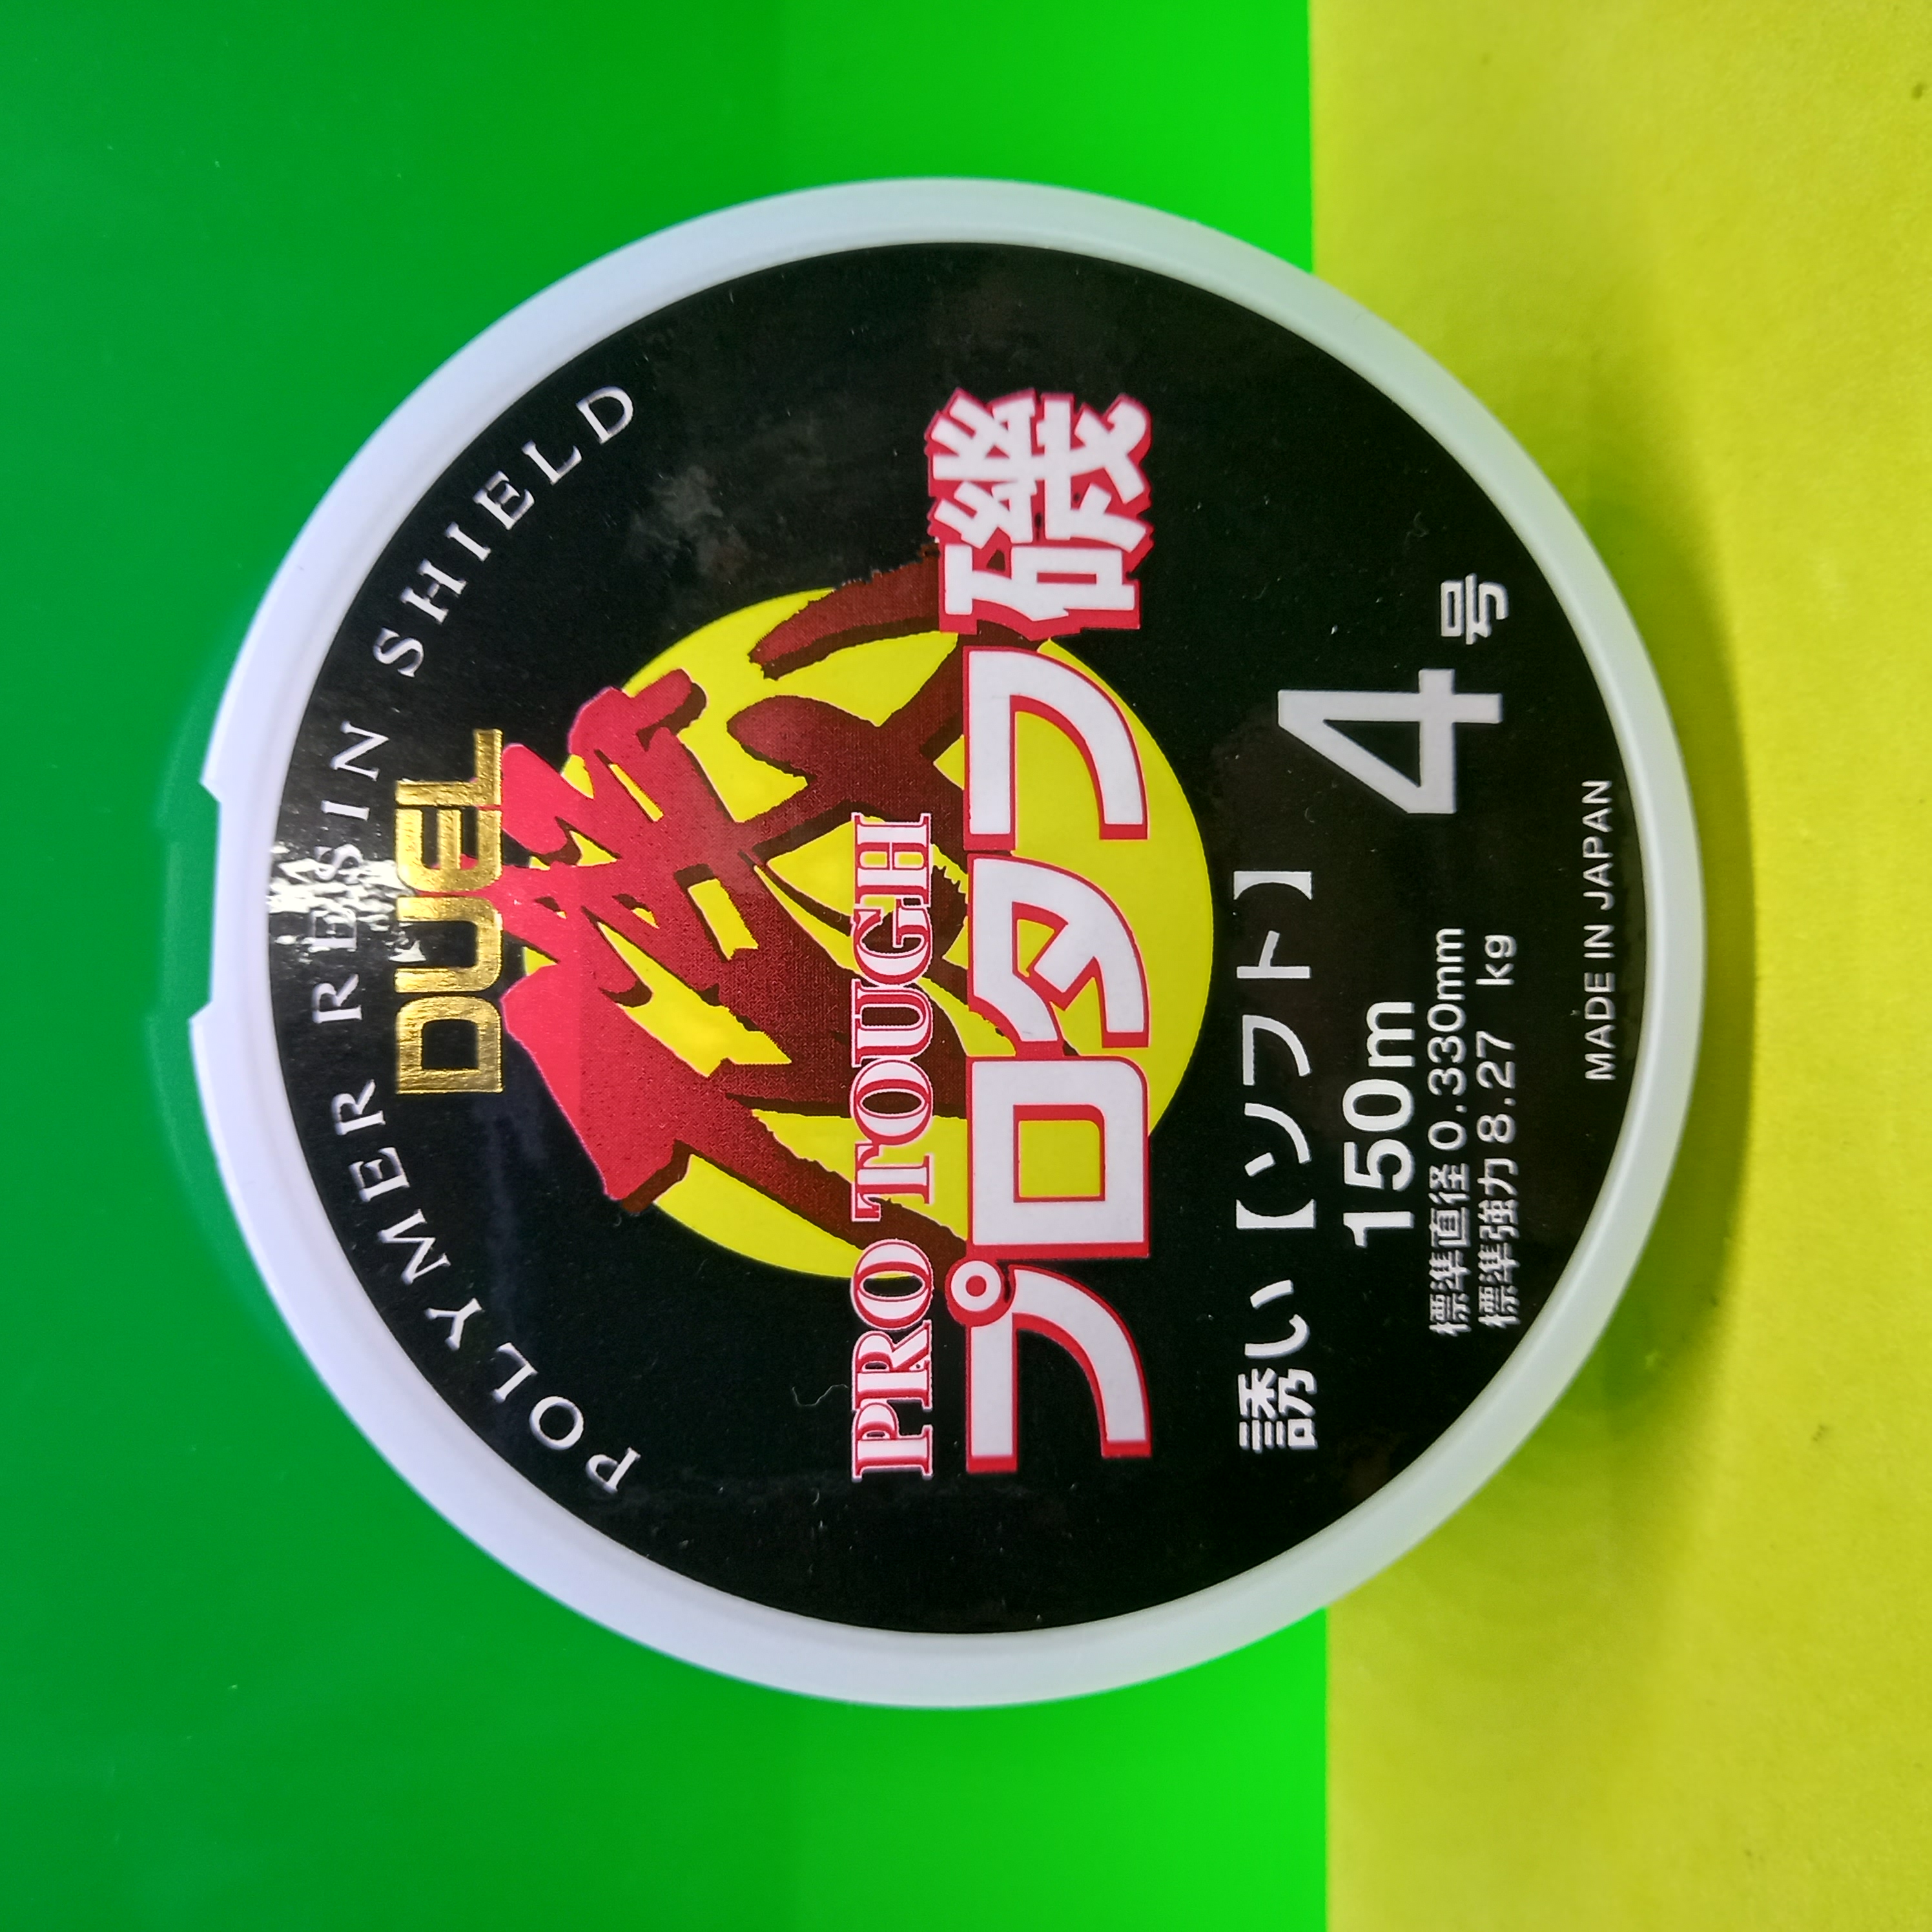 POLYMER RESIN SHIELD
DUEL
PRO TOUGH
プロタフ磯
誘い【ソフト】
150m
4号
標準直径0.330mm
標準強力8.27 kg
MADE IN JAPAN